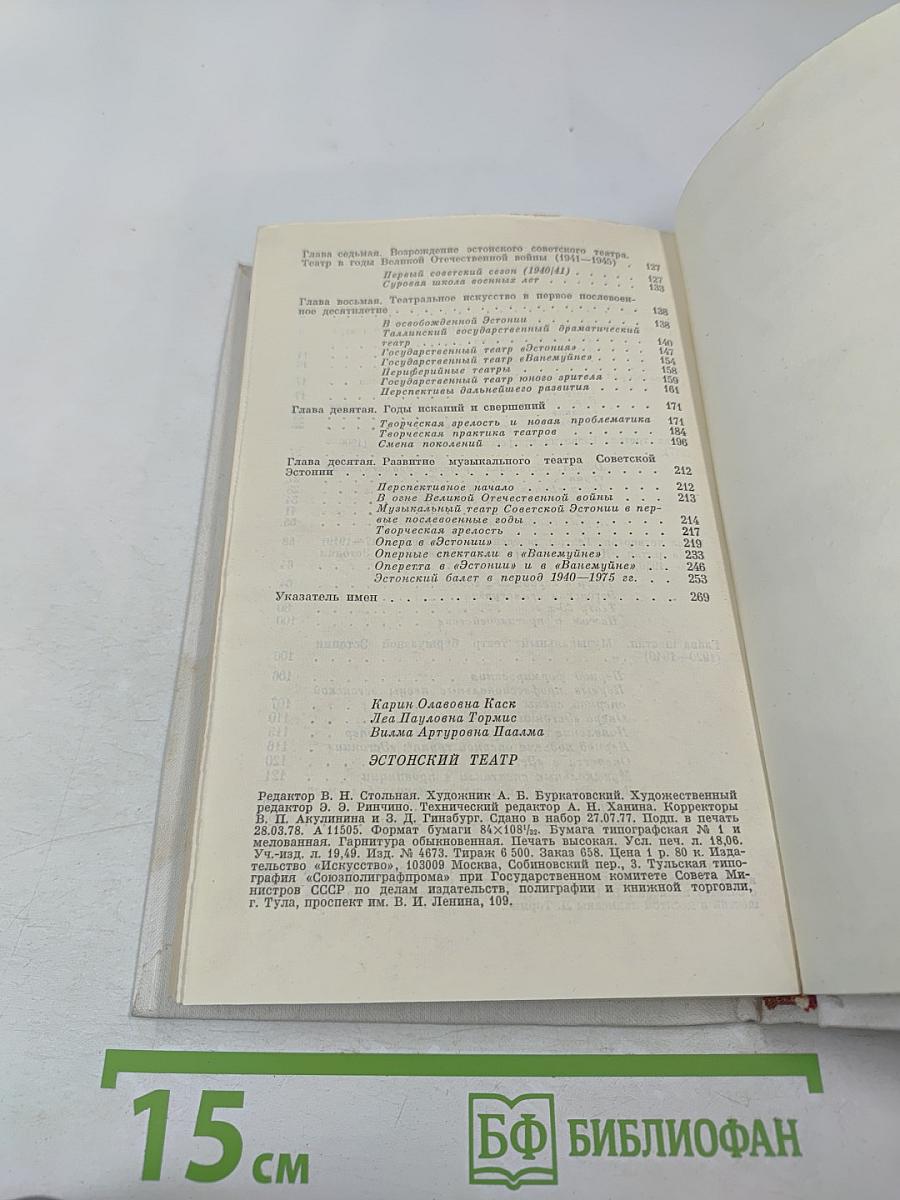 Глава седьмая. Возрождение эстонского советского театра.
Театр в годы Великой Отечественной войны (1941—1945) . 127
Первый советский сезон (1940/41) . . . . . 127
Суровая школа военных лет . . . . . . . 133
Глава восьмая. Театральное искусство в первое послевоен-
ное десятилетие . . . . . . . . . . . . . . . 138
В освобожденной Эстонии . . . . . . . . 138
Таллинский государственный драматический
театр . . . . . . . . . . . . . . . . 140
Государственный театр «Эстония» . . . . . 147
Государственный театр «Ванемуйне» . . . . 154
Периферийные театры . . . . . . . . . 158
Государственный театр юного зрителя . . . 159
Перспективы дальнейшего развития . . . . 161
Глава девятая. Годы исканий и свершений . . . . . . . 171
Творческая зрелость и новая проблематика 171
Творческая практика театров . . . . . . 184
Смена поколений . . . . . . . . . . . 196
Глава десятая. Развитие музыкального театра Советской
Эстонии . . . . . . . . . . . . . . . . . . 212
Перспективное начало . . . . . . . . . 212
В огне Великой Отечественной войны . . . 213
Музыкальный театр Советской Эстонии в пер-
вые послевоенные годы . . . . . . . . . 214
Творческая зрелость . . . . . . . . . . 217
Опера в «Эстонии» . . . . . . . . . . 219
Оперные спектакли в «Ванемуйне» . . . . 233
Оперетта в «Эстонии» и в «Ванемуйне» . . . 246
Эстонский балет в период 1940—1975 гг. . . 253
Указатель имен . . . . . . . . . . . . . . . . 269
Карин Олавовна Каск
Леа Пауловна Тормис
Вилма Артуровна Паалма
ЭСТОНСКИЙ ТЕАТР
Редактор В. Н. Стольная. Художник А. Б. Буркатовский. Художественный
редактор Э. Э. Ринчино. Технический редактор А. Н. Ханина. Корректоры
В. П. Акулинина и З. Д. Гинзбург. Сдано в набор 27.07.77. Подп. в печать
28.03.78. А 11505. Формат бумаги 84×108¹/₃₂. Бумага типографская № 1 и
мелованная. Гарнитура обыкновенная. Печать высокая. Усл. печ. л. 18,06.
Уч.-изд. л. 19,49. Изд. № 4673. Тираж 6 500. Заказ 658. Цена 1 р. 80 к. Изда-
тельство «Искусство», 103009 Москва, Собиновский пер., 3. Тульская типо-
графия «Союзполиграфпрома» при Государственном комитете Совета Ми-
нистров СССР по делам издательств, полиграфии и книжной торговли,
г. Тула, проспект им. В. И. Ленина, 109.
15 см
БФ БИБЛИОФАН